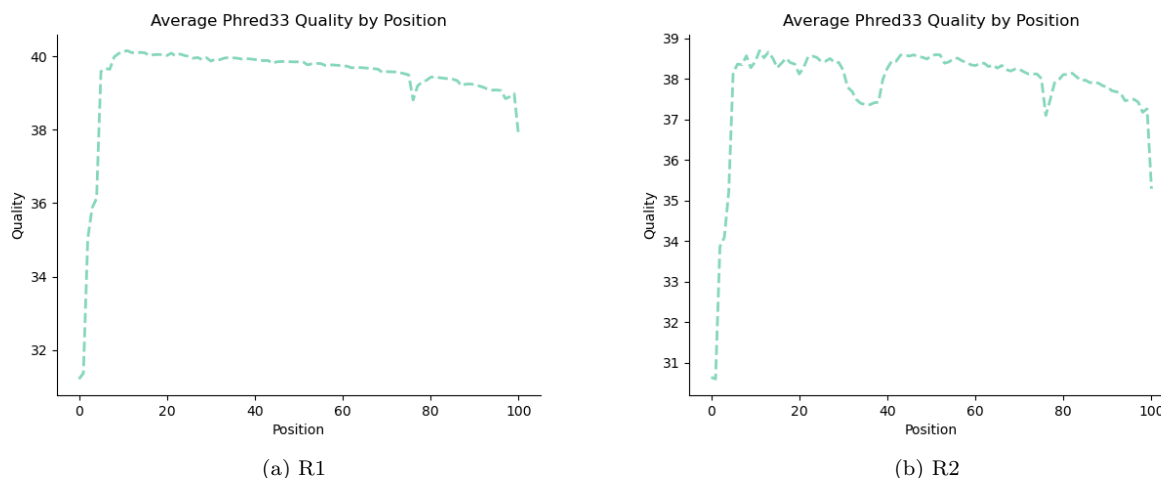 Average Phred33 Quality by Position
40
38
36
34
32
Quality
0 20 40 60 80 100
Position
(a) R1
Average Phred33 Quality by Position
39
38
37
36
35
34
33
32
31
Quality
0 20 40 60 80 100
Position
(b) R2